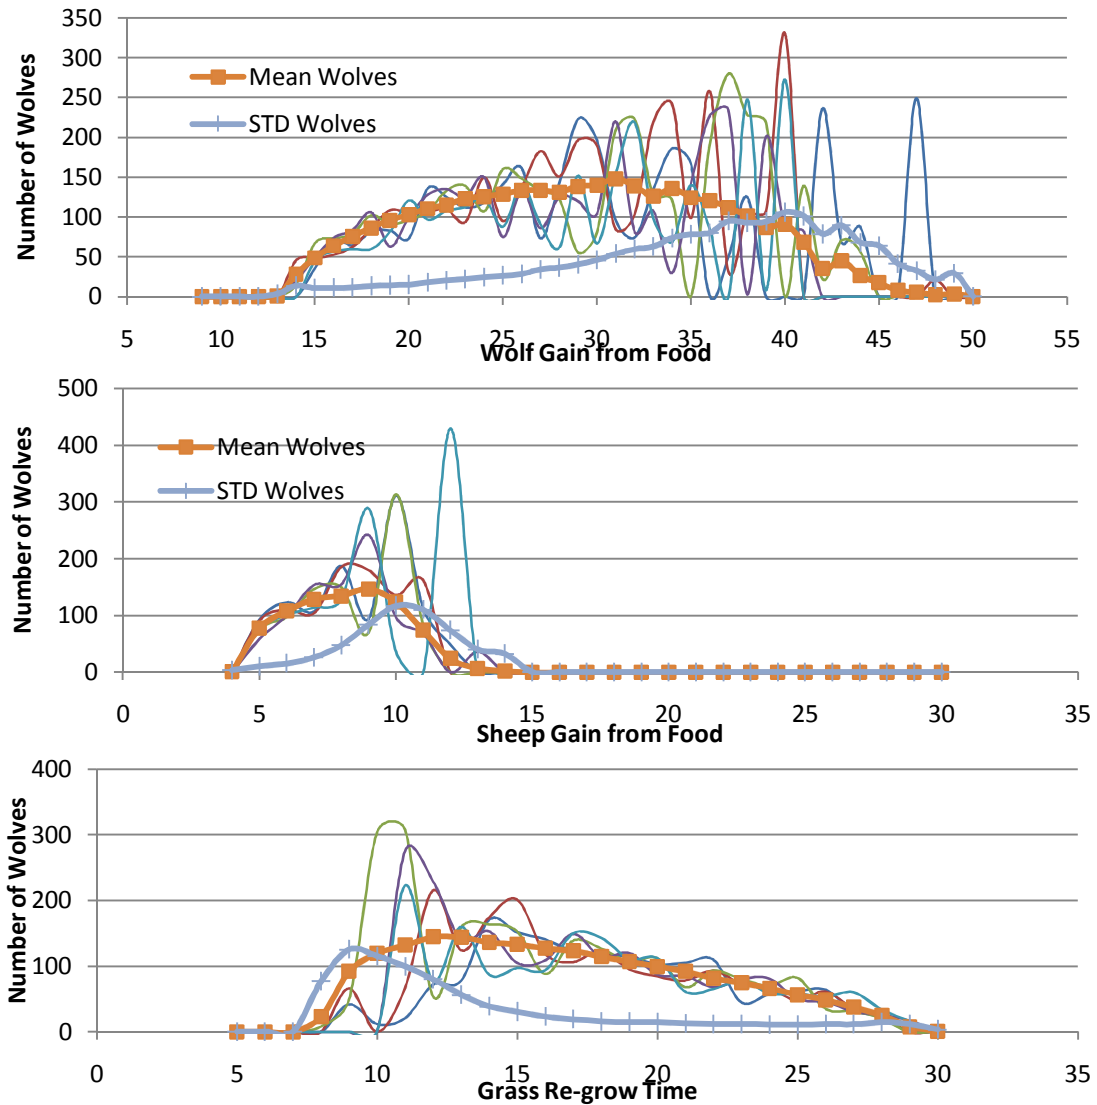 350
300
250
200
150
100
50
0
Number of Wolves
Mean Wolves
STD Wolves
5 10 15 20 25 30 35 40 45 50 55
Wolf Gain from Food
500
400
300
200
100
0
Number of Wolves
Mean Wolves
STD Wolves
0 5 10 15 20 25 30 35
Sheep Gain from Food
400
300
200
100
0
Number of Wolves
0 5 10 15 20 25 30 35
Grass Re-grow Time